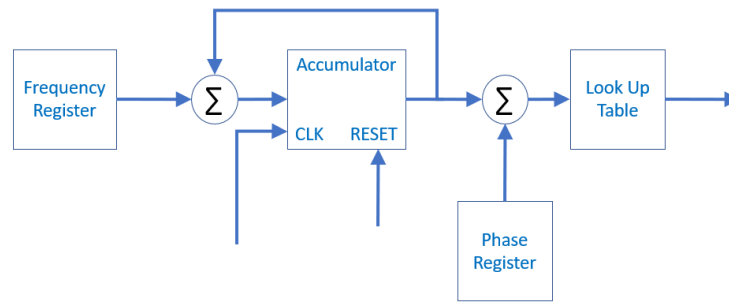 Frequency
Register
Σ
Accumulator
CLK RESET
Σ
Look Up
Table
Phase
Register